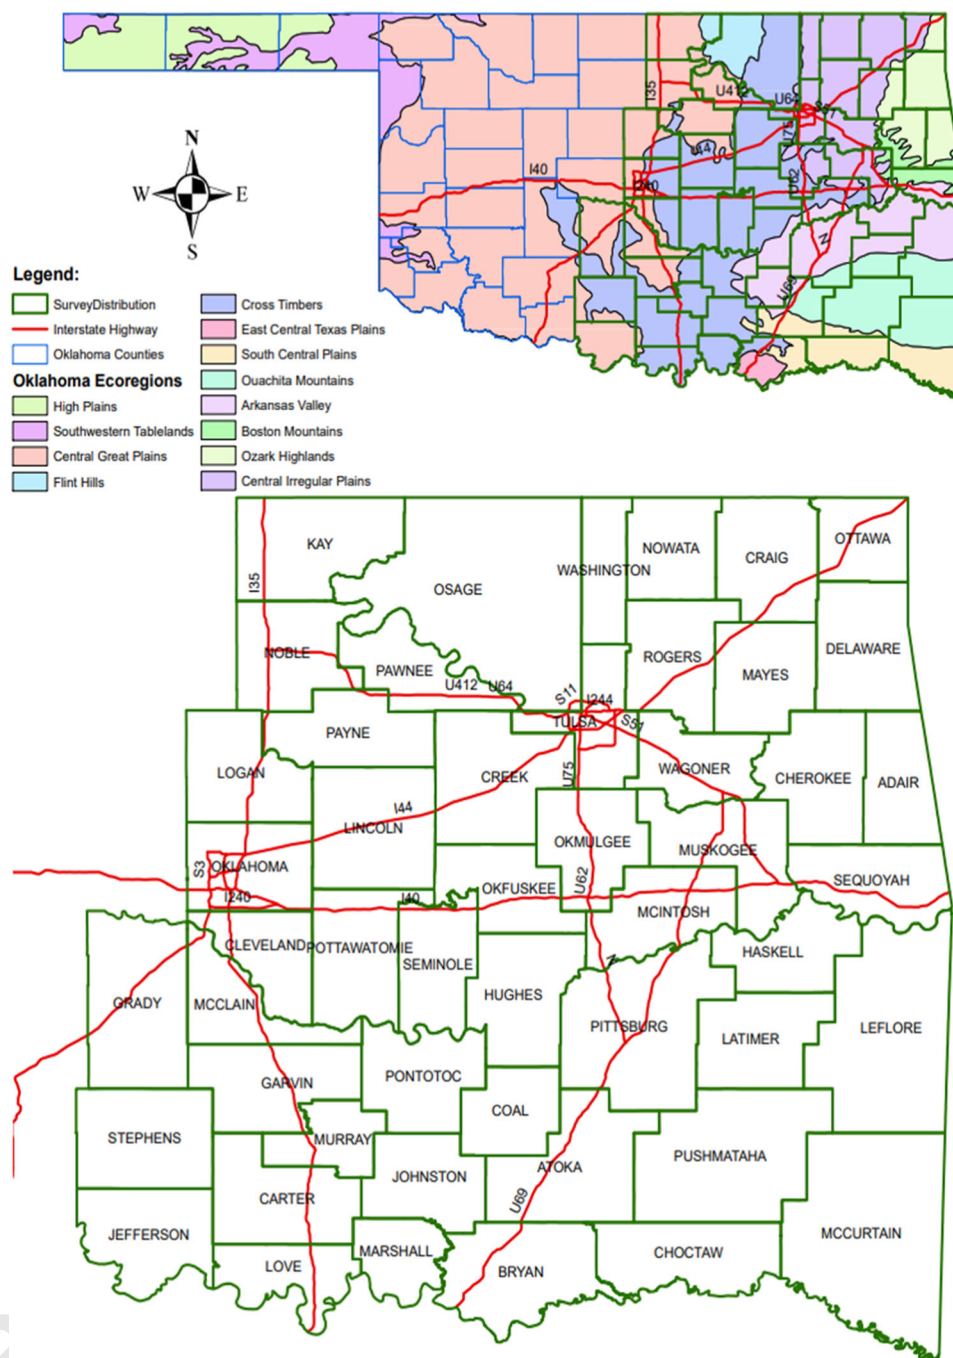 I35
U412
U64
S51
U75
I44
U62
I40
I240
N
W E
S
N
U69
Legend:
SurveyDistribution
Interstate Highway
Oklahoma Counties
Oklahoma Ecoregions
High Plains
Southwestern Tablelands
Central Great Plains
Flint Hills
Cross Timbers
East Central Texas Plains
South Central Plains
Ouachita Mountains
Arkansas Valley
Boston Mountains
Ozark Highlands
Central Irregular Plains
KAY
NOWATA
CRAIG
OTTAWA
WASHINGTON
I35
OSAGE
NOBLE
PAWNEE
ROGERS
MAYES
DELAWARE
U412 U64
S11
I244
TULSA
S51
PAYNE
LOGAN
CREEK
U75
WAGONER
CHEROKEE
ADAIR
I44
LINCOLN
OKMULGEE
MUSKOGEE
S3
OKLAHOMA
I240
I40
OKFUSKEE
U62
SEQUOYAH
MCINTOSH
CLEVELAND
POTTAWATOMIE
SEMINOLE
N
HASKELL
GRADY
MCCLAIN
HUGHES
PITTSBURG
LATIMER
LEFLORE
GARVIN
PONTOTOC
COAL
STEPHENS
MURRAY
JOHNSTON
ATOKA
PUSHMATAHA
CARTER
U69
JEFFERSON
MARSHALL
CHOCTAW
MCCURTAIN
LOVE
BRYAN